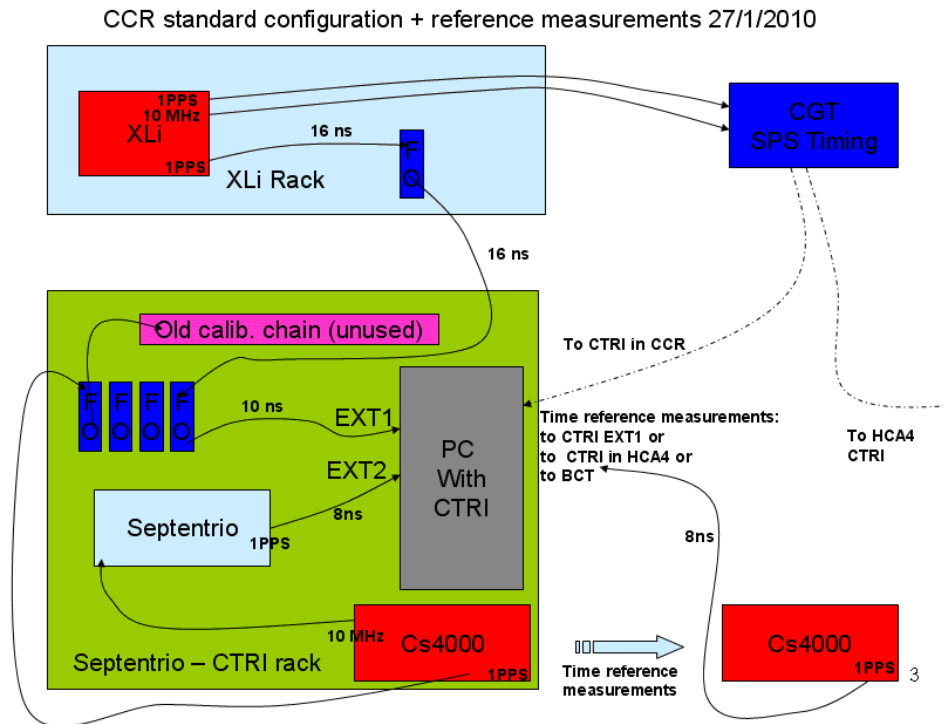 CCR standard configuration + reference measurements 27/1/2010
1PPS
10 MHz
XLi
1PPS
16 ns
F
O
XLi Rack
CGT
SPS Timing
16 ns
Old calib. chain (unused)
To CTRI in CCR
F
O
F
O
F
O
F
O
10 ns
EXT1
EXT2
PC
With
CTRI
Time reference measurements:
to CTRI EXT1 or
to CTRI in HCA4 or
to BCT
To HCA4
CTRI
Septentrio
1PPS
8ns
8ns
10 MHz
Cs4000
1PPS
Septentrio – CTRI rack
Time reference
measurements
Cs4000
1PPS
3